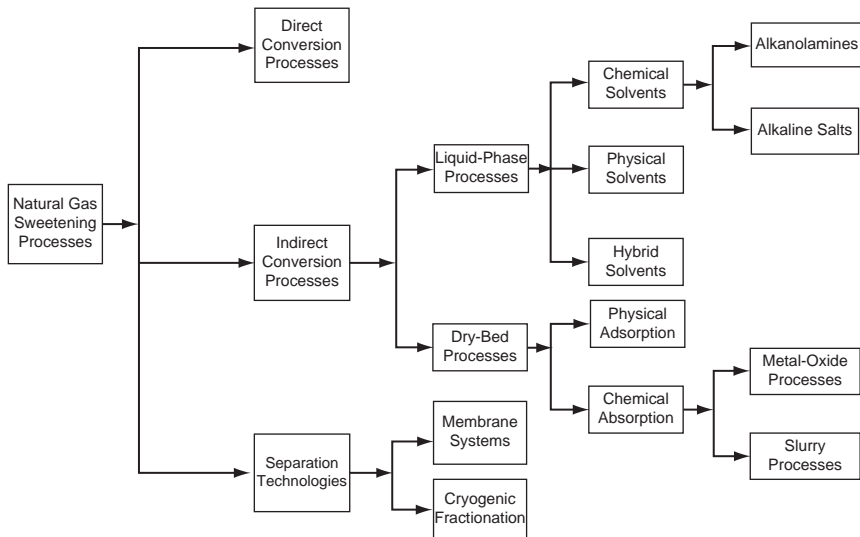 Natural Gas
Sweetening
Processes
Direct
Conversion
Processes
Indirect
Conversion
Processes
Separation
Technologies
Liquid-Phase
Processes
Dry-Bed
Processes
Membrane
Systems
Cryogenic
Fractionation
Chemical
Solvents
Physical
Solvents
Hybrid
Solvents
Physical
Adsorption
Chemical
Absorption
Alkanolamines
Alkaline Salts
Metal-Oxide
Processes
Slurry
Processes